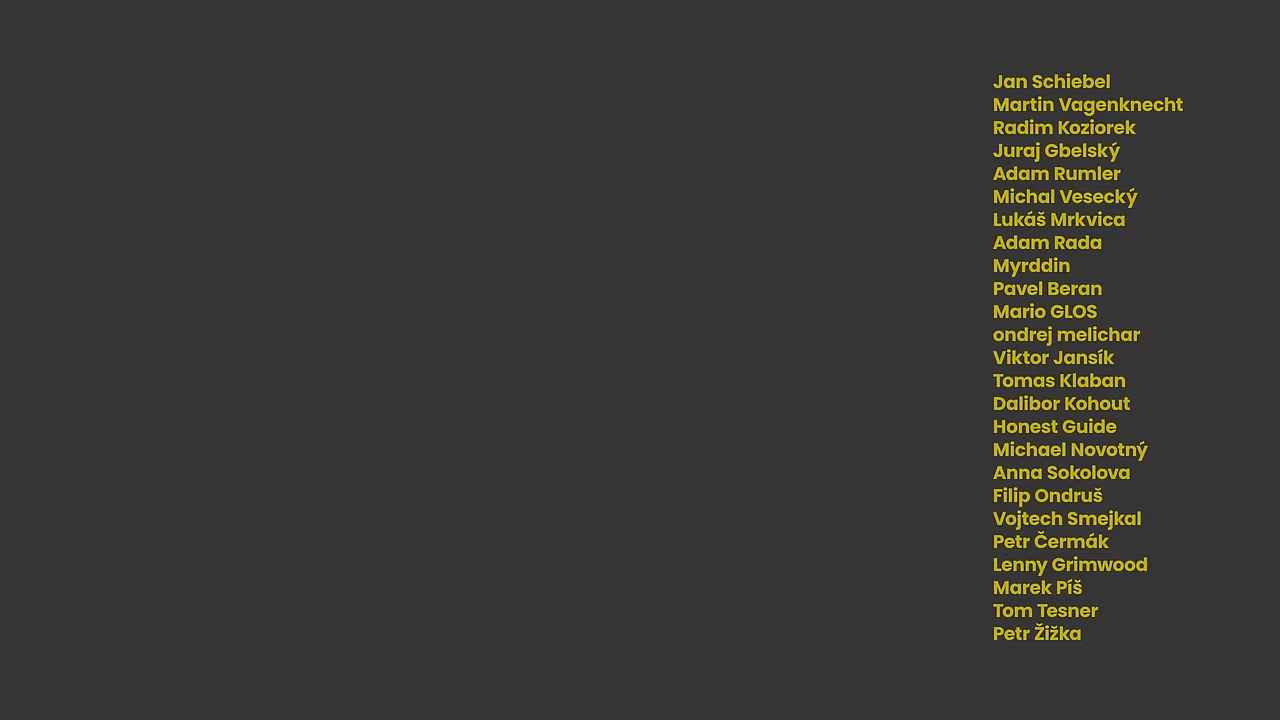 Jan Schiebel
Martin Vagenknecht
Radim Koziorek
Juraj Gbelský
Adam Rumler
Michal Vesecký
Lukáš Mrkvica
Adam Rada
Myrddin
Pavel Beran
Mario GLOS
ondrej melichar
Viktor Jansík
Tomas Klaban
Dalibor Kohout
Honest Guide
Michael Novotný
Anna Sokolova
Filip Ondruš
Vojtech Smejkal
Petr Čermák
Lenny Grimwood
Marek Píš
Tom Tesner
Petr Žižka